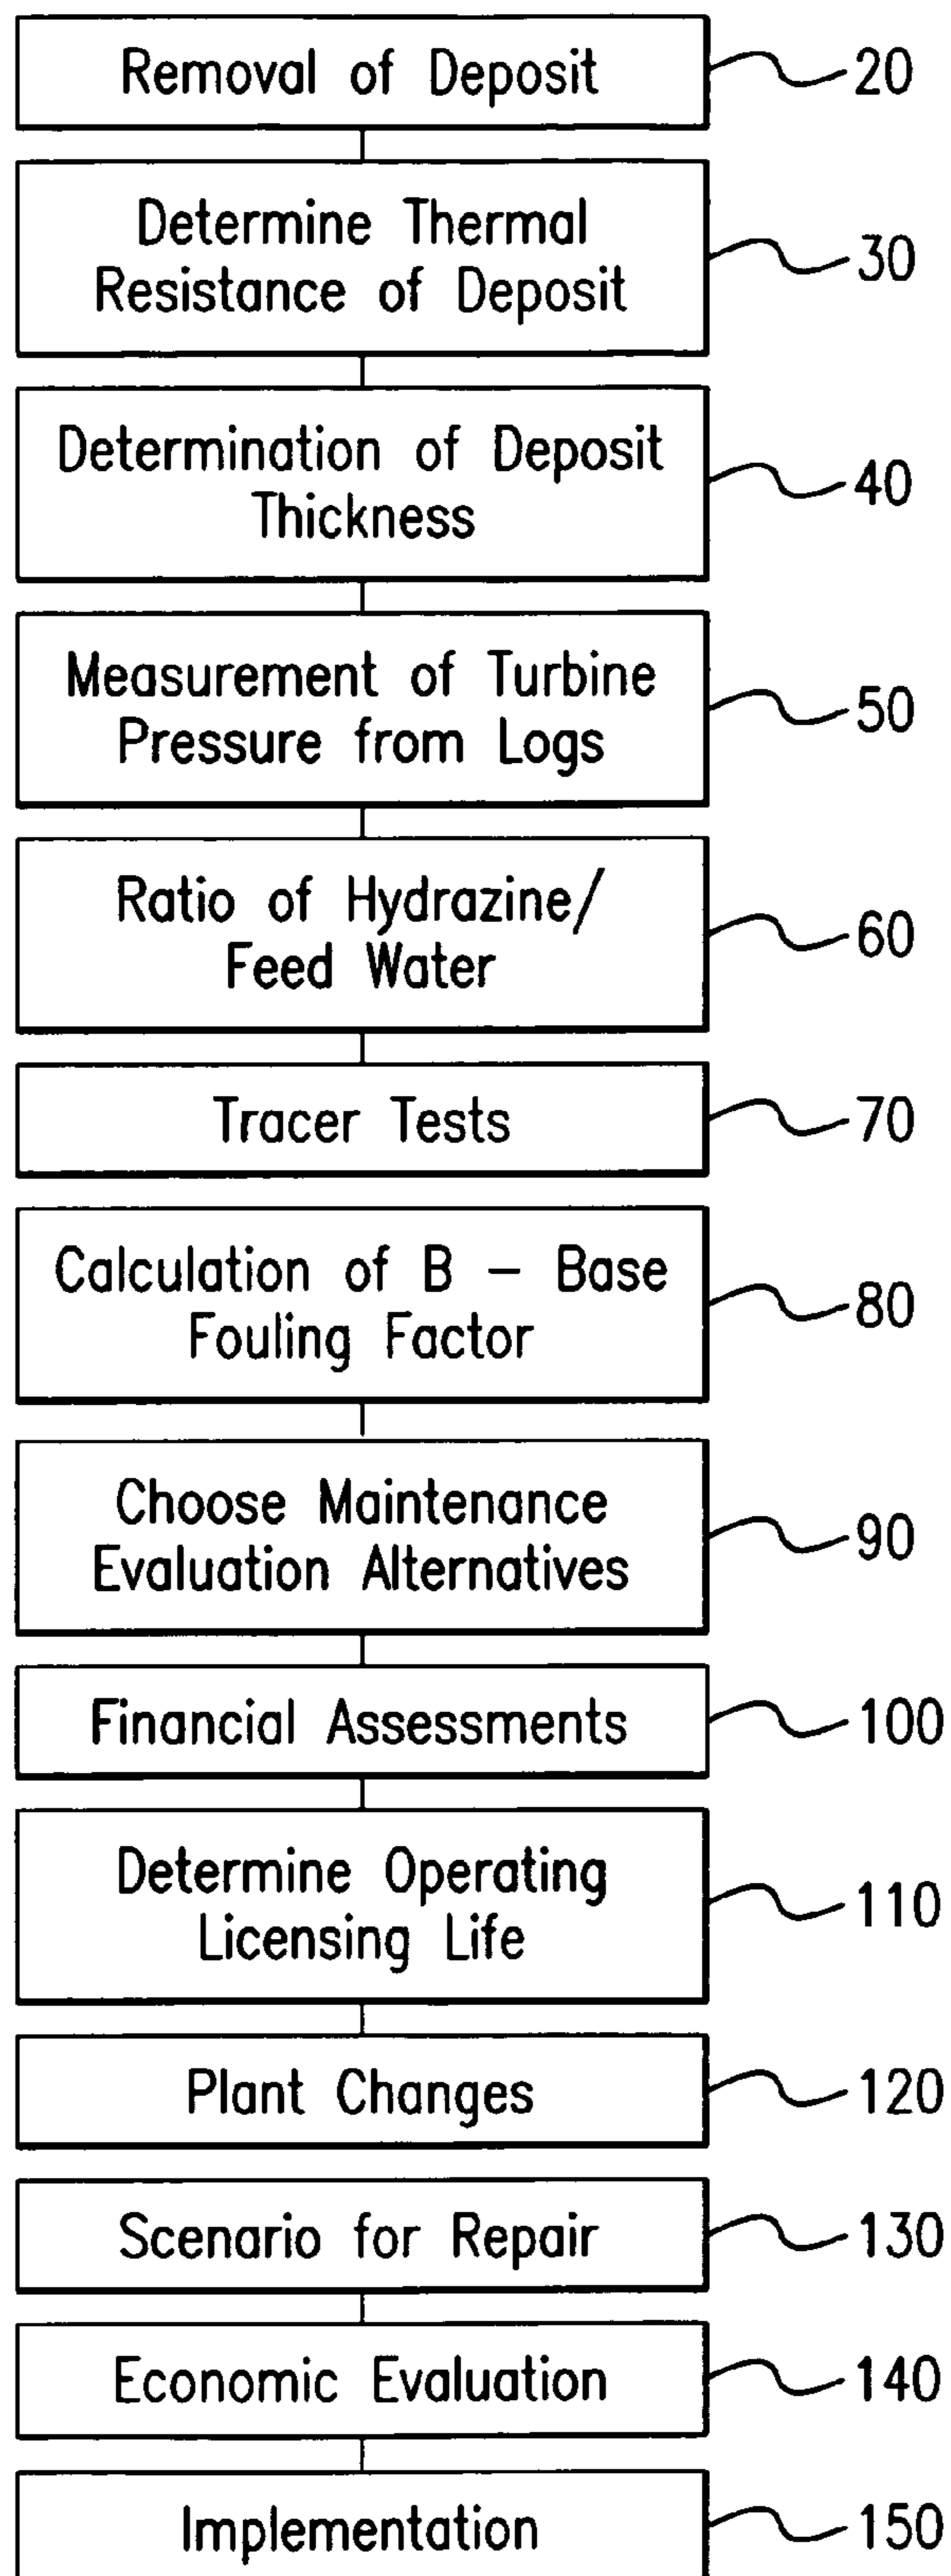 Removal of Deposit
20
Determine Thermal
Resistance of Deposit
30
Determination of Deposit
Thickness
40
Measurement of Turbine
Pressure from Logs
50
Ratio of Hydrazine/
Feed Water
60
Tracer Tests
70
Calculation of B – Base
Fouling Factor
80
Choose Maintenance
Evaluation Alternatives
90
Financial Assessments
100
Determine Operating
Licensing Life
110
Plant Changes
120
Scenario for Repair
130
Economic Evaluation
140
Implementation
150